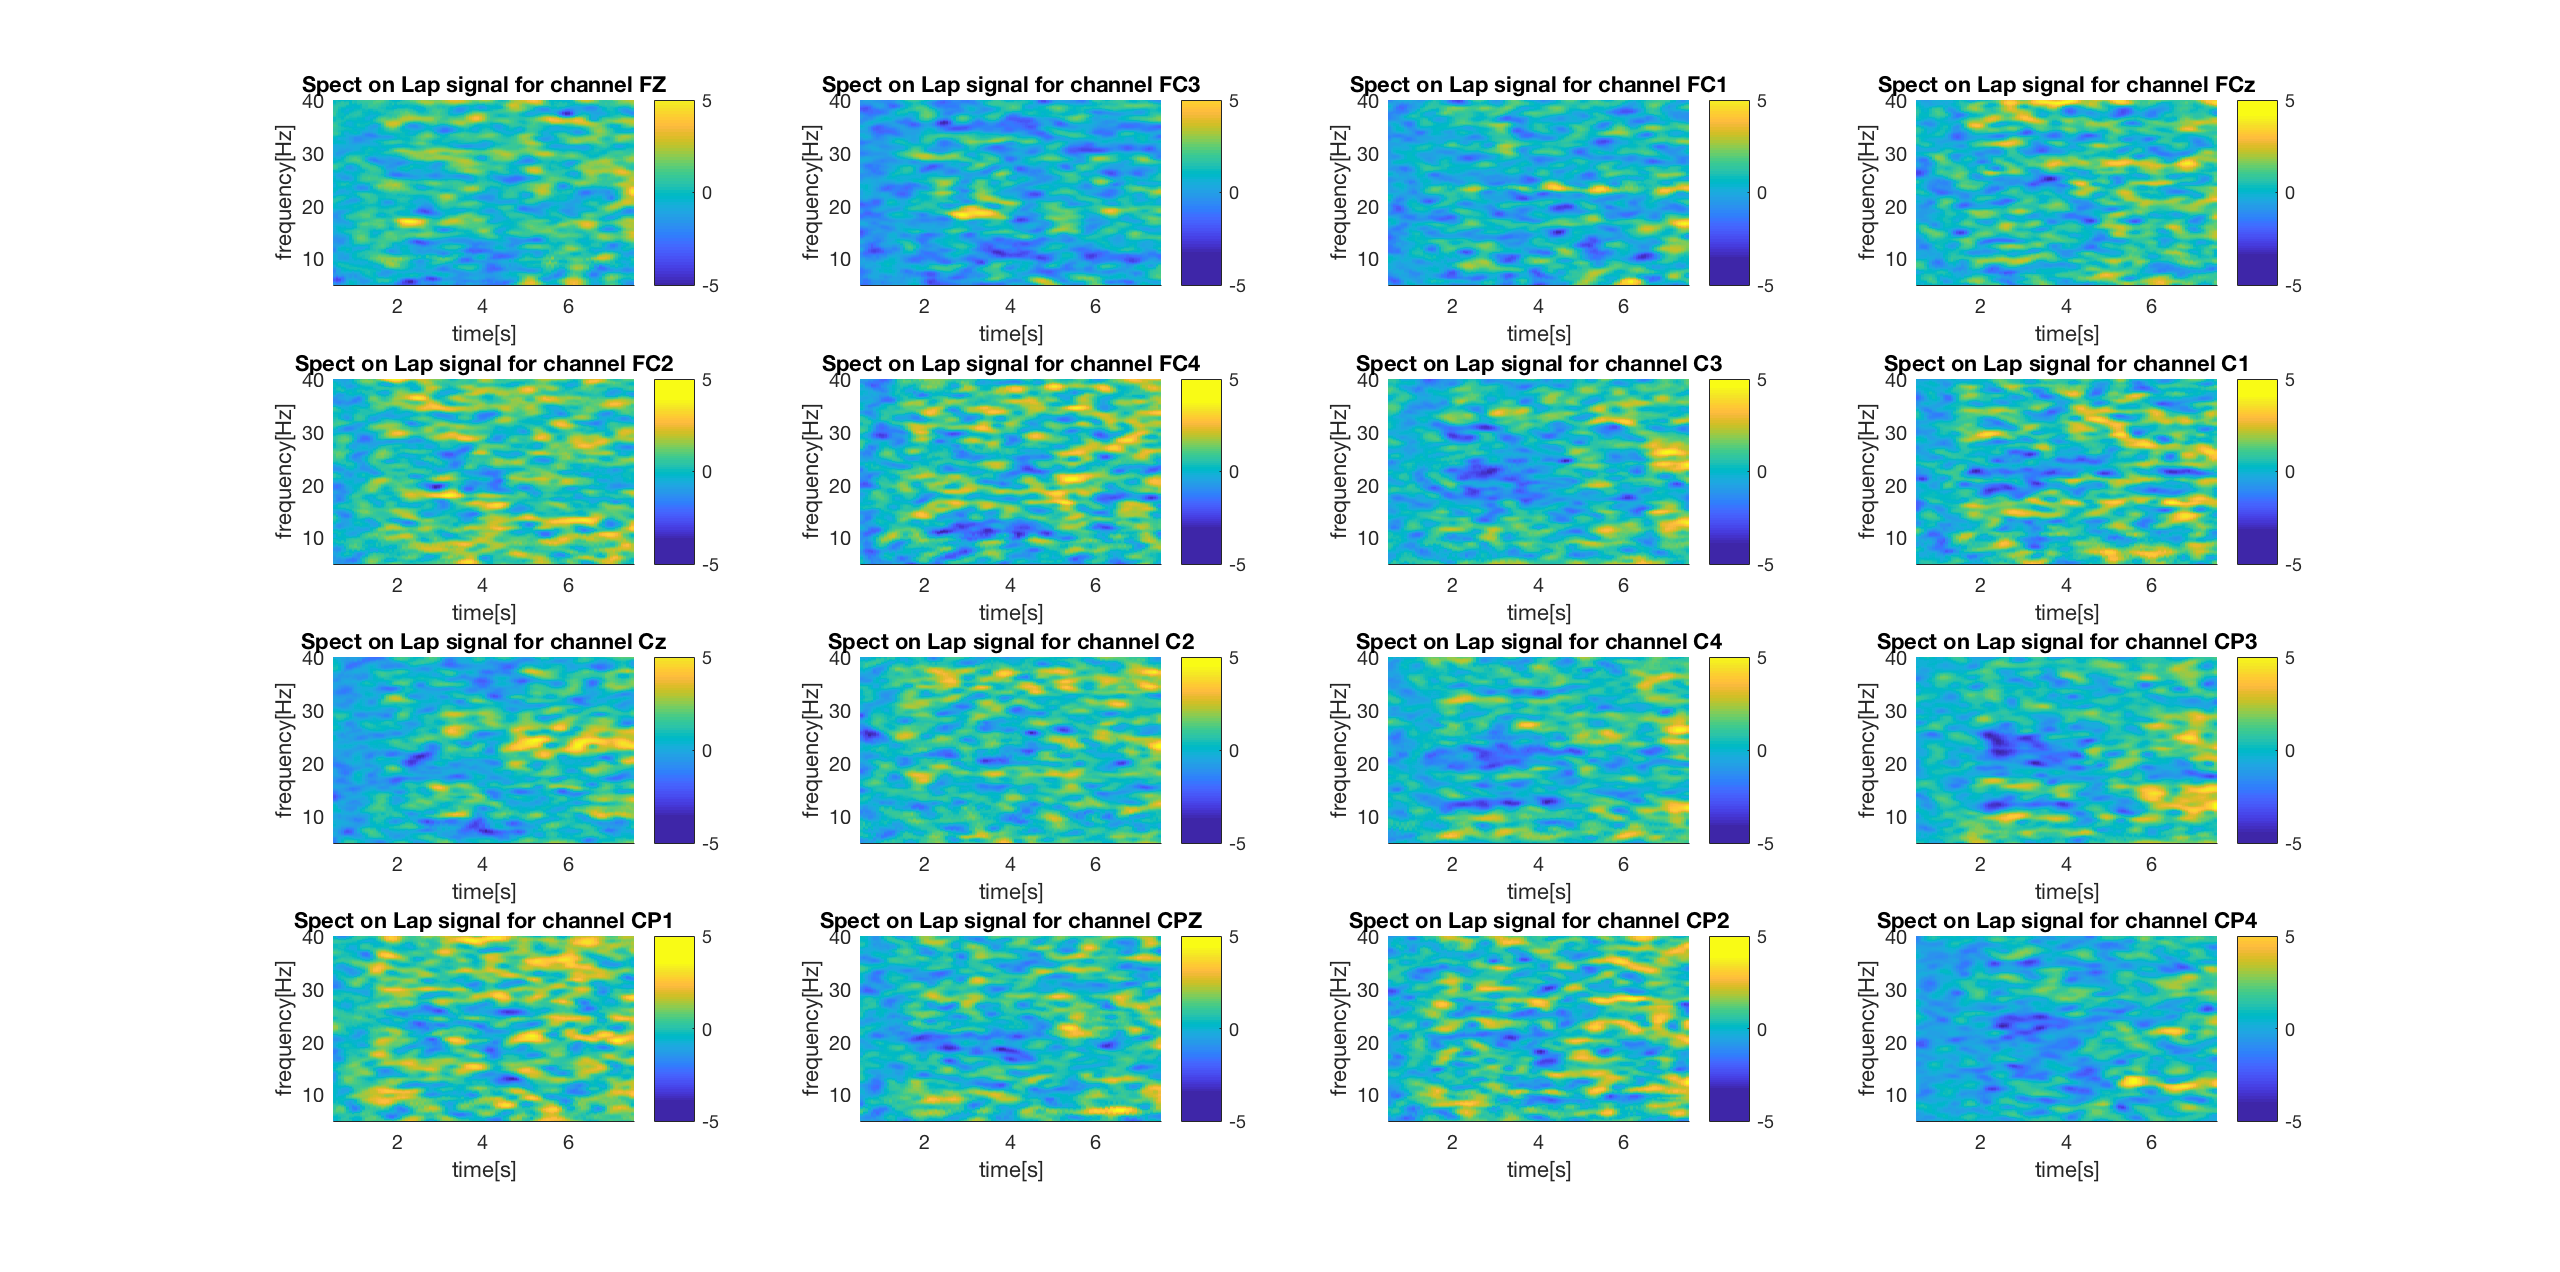 Spect on Lap signal for channel FZ
frequency[Hz]
40
30
20
10
2 4 6
time[s]
5
0
-5
Spect on Lap signal for channel FC3
frequency[Hz]
40
30
20
10
2 4 6
time[s]
5
0
-5
Spect on Lap signal for channel FC1
frequency[Hz]
40
30
20
10
2 4 6
time[s]
5
0
-5
Spect on Lap signal for channel FCz
frequency[Hz]
40
30
20
10
2 4 6
time[s]
5
0
-5
Spect on Lap signal for channel FC2
frequency[Hz]
40
30
20
10
2 4 6
time[s]
5
0
-5
Spect on Lap signal for channel FC4
frequency[Hz]
40
30
20
10
2 4 6
time[s]
5
0
-5
Spect on Lap signal for channel C3
frequency[Hz]
40
30
20
10
2 4 6
time[s]
5
0
-5
Spect on Lap signal for channel C1
frequency[Hz]
40
30
20
10
2 4 6
time[s]
5
0
-5
Spect on Lap signal for channel Cz
frequency[Hz]
40
30
20
10
2 4 6
time[s]
5
0
-5
Spect on Lap signal for channel C2
frequency[Hz]
40
30
20
10
2 4 6
time[s]
5
0
-5
Spect on Lap signal for channel C4
frequency[Hz]
40
30
20
10
2 4 6
time[s]
5
0
-5
Spect on Lap signal for channel CP3
frequency[Hz]
40
30
20
10
2 4 6
time[s]
5
0
-5
Spect on Lap signal for channel CP1
frequency[Hz]
40
30
20
10
2 4 6
time[s]
5
0
-5
Spect on Lap signal for channel CPZ
frequency[Hz]
40
30
20
10
2 4 6
time[s]
5
0
-5
Spect on Lap signal for channel CP2
frequency[Hz]
40
30
20
10
2 4 6
time[s]
5
0
-5
Spect on Lap signal for channel CP4
frequency[Hz]
40
30
20
10
2 4 6
time[s]
5
0
-5